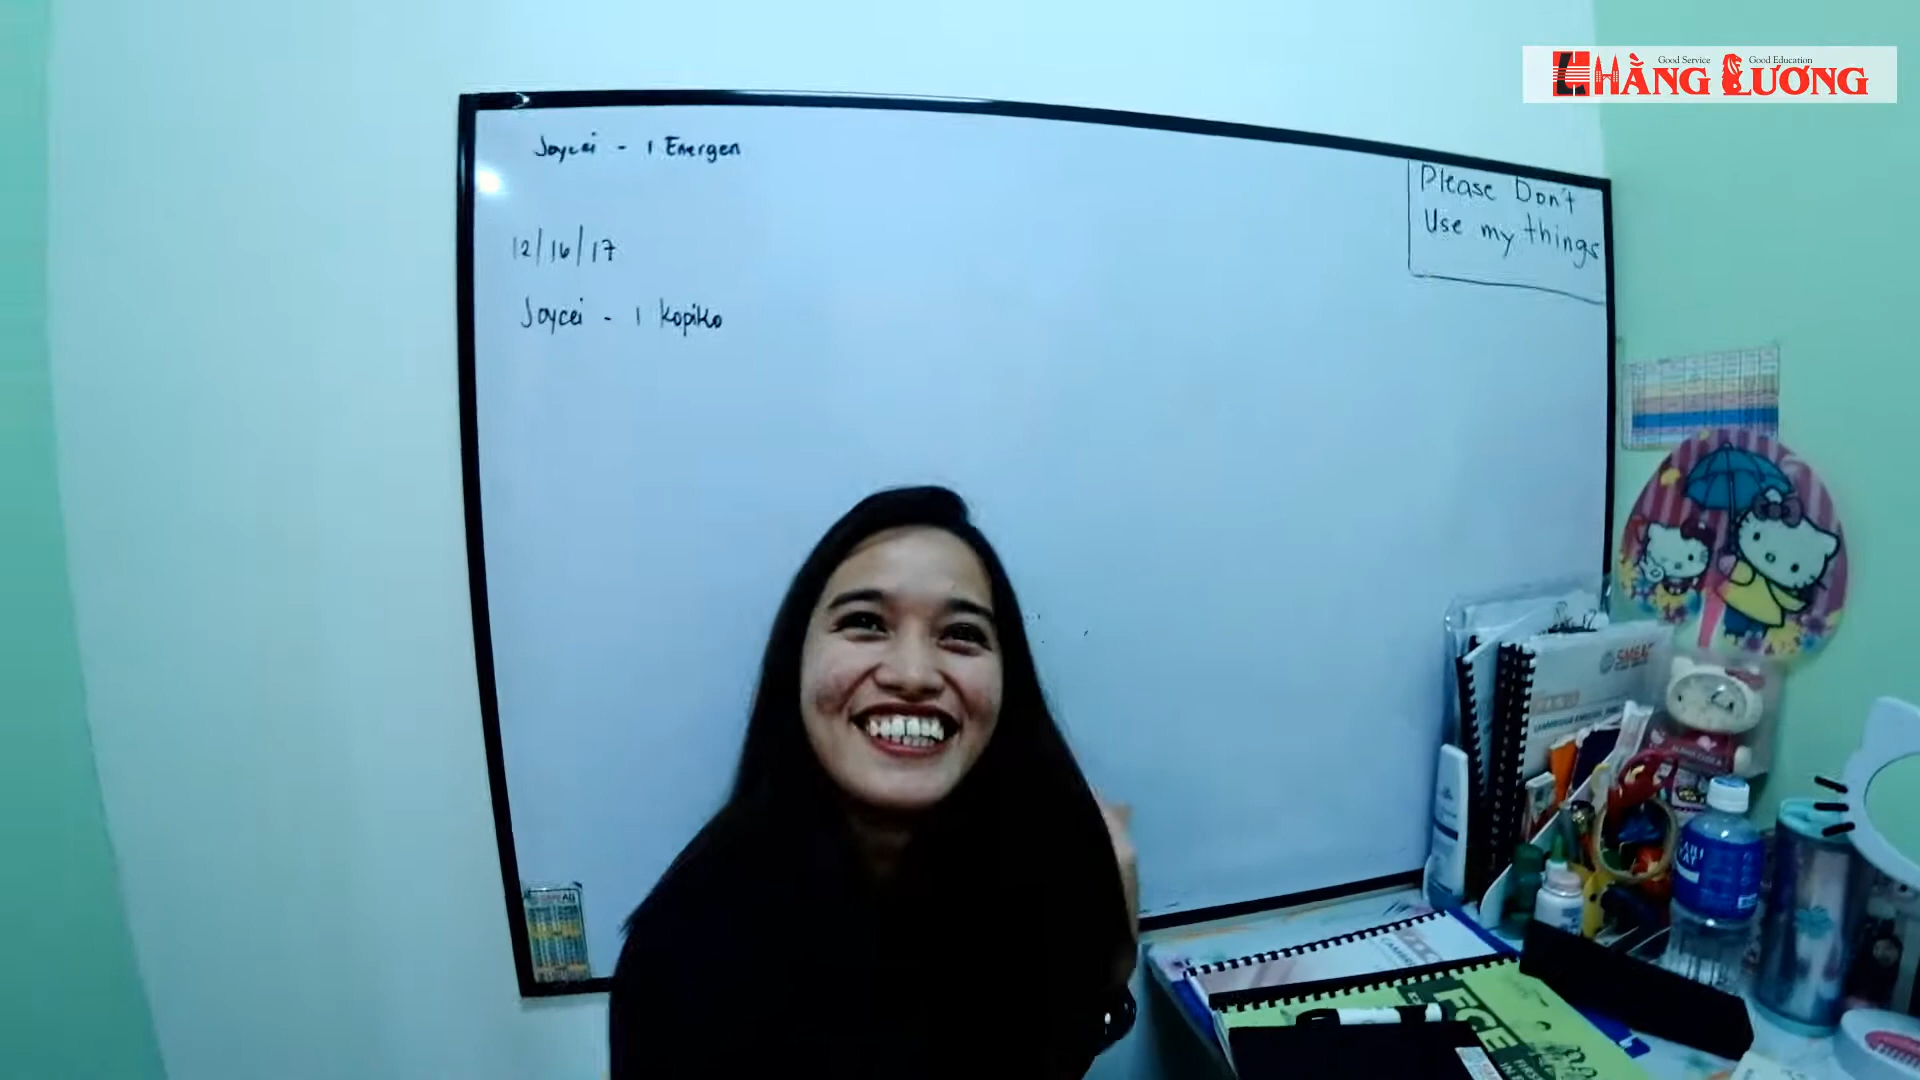 Good Service Good Education
HẰNG LƯƠNG
Joycei - 1 Energen
Please Don't
Use my things
12/16/17
Joycei - 1 Kopiko
SMEAG
FCE